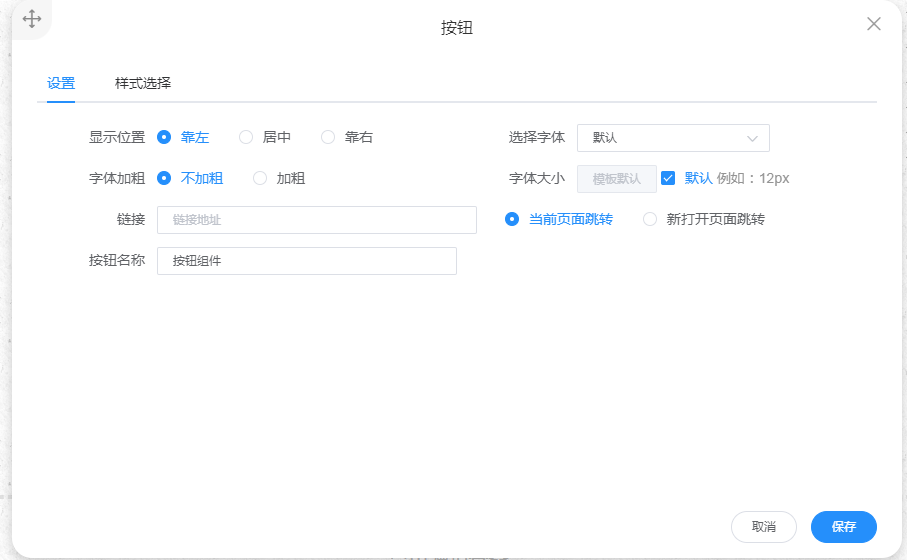 按钮
设置 样式选择
显示位置 靠左 居中 靠右 选择字体 默认
字体加粗 不加粗 加粗 字体大小 模板默认 默认 例如：12px
链接 链接地址 当前页面跳转 新打开页面跳转
按钮名称 按钮组件
取消 保存